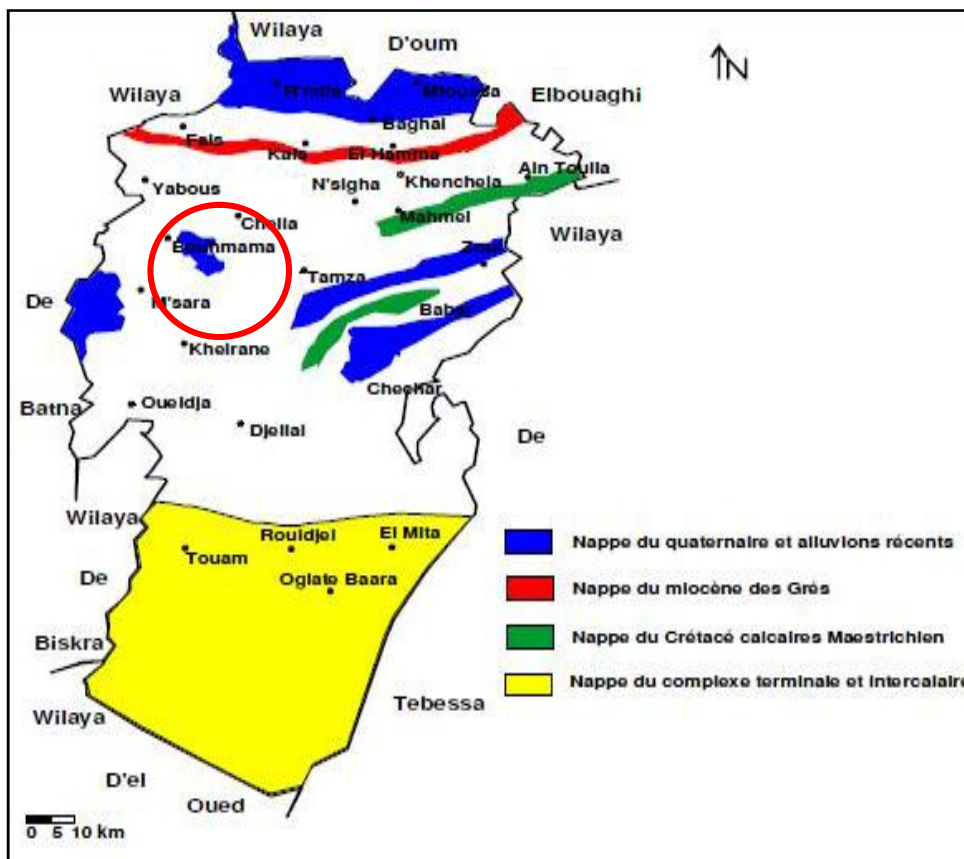 Wilaya
D'oum
N
Wilaya
Elbouaghi
R'mila
Mtoussa
Baghai
Fais
Kais
El Hamma
Ain Touila
Yabous
N'sigha
Khenchela
Chelia
Mahmel
Wilaya
Bouhmama
Tamza
De
M'sara
Babar
Kheirane
Chechar
Batna
Oueldja
Djellal
De
Wilaya
Rouidjel
El Mita
Touam
De
Oglate Baara
Biskra
Tebessa
Wilaya
D'el
Oued
0 5 10 km
Nappe du quaternaire et alluvions récents
Nappe du miocène des Grés
Nappe du Crétacé calcaires Maestrichien
Nappe du complexe terminale et intercalaire